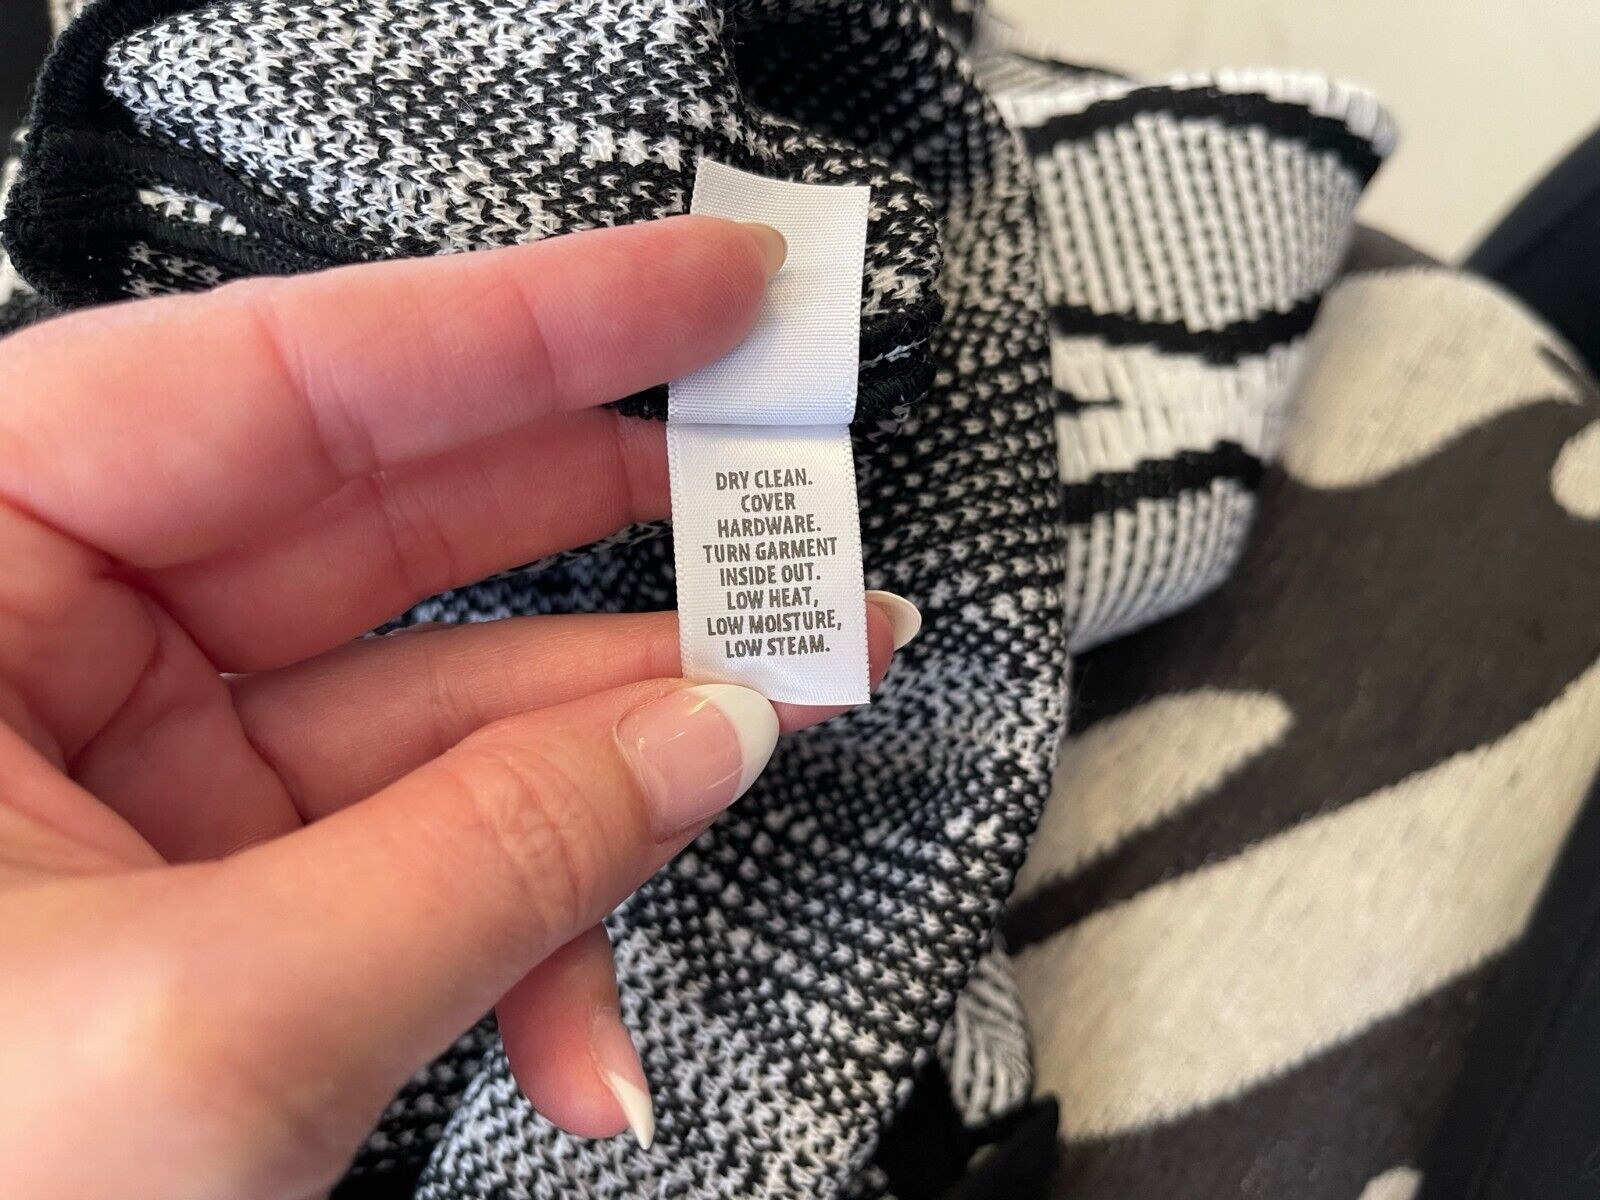 DRY CLEAN.
COVER
HARDWARE.
TURN GARMENT
INSIDE OUT.
LOW HEAT,
LOW MOISTURE,
LOW STEAM.